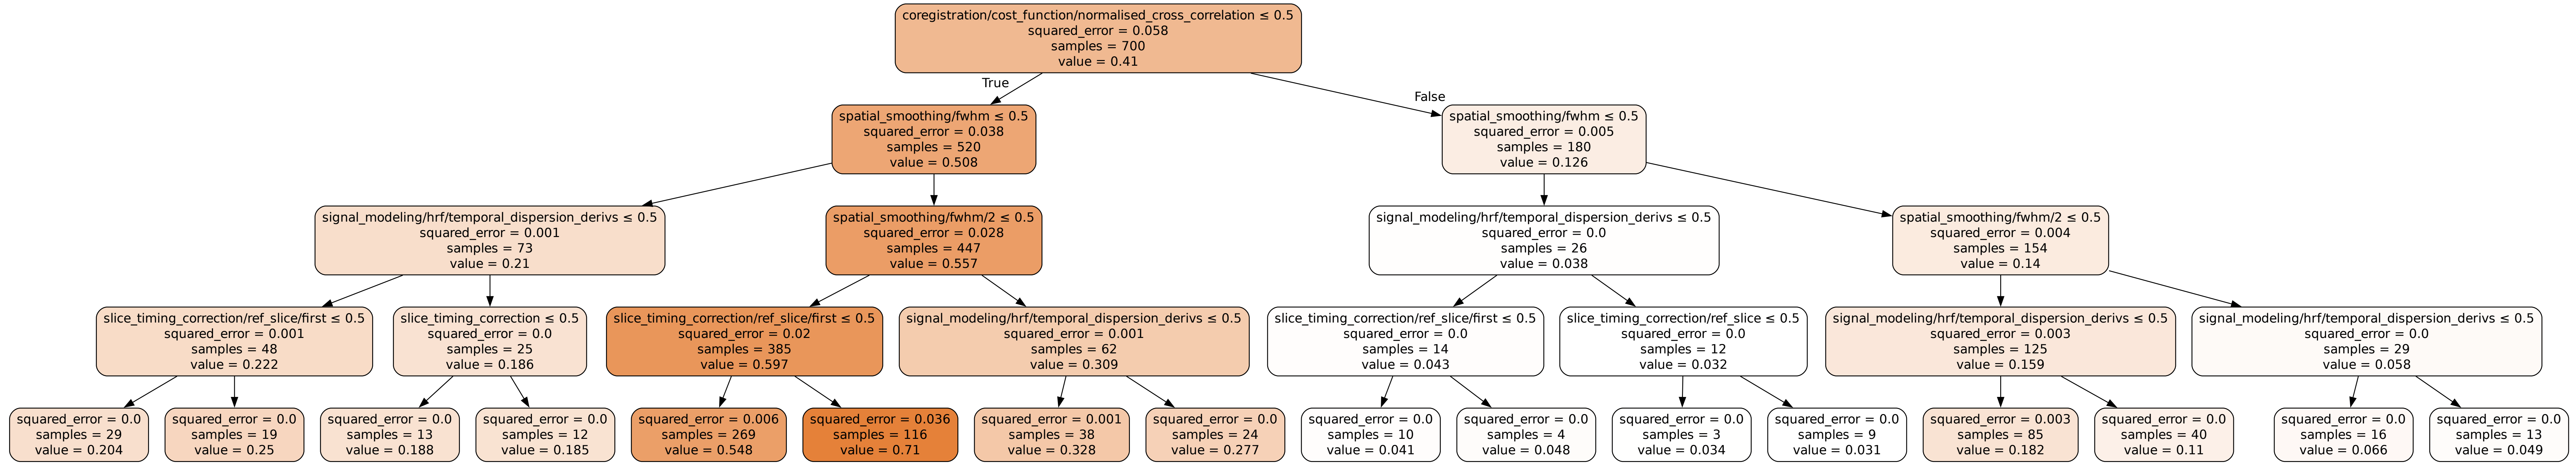 coregistration/cost_function/normalised_cross_correlation ≤ 0.5
squared_error = 0.058
samples = 700
value = 0.41
True
False
spatial_smoothing/fwhm ≤ 0.5
squared_error = 0.038
samples = 520
value = 0.508
spatial_smoothing/fwhm ≤ 0.5
squared_error = 0.005
samples = 180
value = 0.126
signal_modeling/hrf/temporal_dispersion_derivs ≤ 0.5
squared_error = 0.001
samples = 73
value = 0.21
spatial_smoothing/fwhm/2 ≤ 0.5
squared_error = 0.028
samples = 447
value = 0.557
signal_modeling/hrf/temporal_dispersion_derivs ≤ 0.5
squared_error = 0.0
samples = 26
value = 0.038
spatial_smoothing/fwhm/2 ≤ 0.5
squared_error = 0.004
samples = 154
value = 0.14
slice_timing_correction/ref_slice/first ≤ 0.5
squared_error = 0.001
samples = 48
value = 0.222
slice_timing_correction ≤ 0.5
squared_error = 0.0
samples = 25
value = 0.186
slice_timing_correction/ref_slice/first ≤ 0.5
squared_error = 0.02
samples = 385
value = 0.597
signal_modeling/hrf/temporal_dispersion_derivs ≤ 0.5
squared_error = 0.001
samples = 62
value = 0.309
slice_timing_correction/ref_slice/first ≤ 0.5
squared_error = 0.0
samples = 14
value = 0.043
slice_timing_correction/ref_slice ≤ 0.5
squared_error = 0.0
samples = 12
value = 0.032
signal_modeling/hrf/temporal_dispersion_derivs ≤ 0.5
squared_error = 0.003
samples = 125
value = 0.159
signal_modeling/hrf/temporal_dispersion_derivs ≤ 0.5
squared_error = 0.0
samples = 29
value = 0.058
squared_error = 0.0
samples = 29
value = 0.204
squared_error = 0.0
samples = 19
value = 0.25
squared_error = 0.0
samples = 13
value = 0.188
squared_error = 0.0
samples = 12
value = 0.185
squared_error = 0.006
samples = 269
value = 0.548
squared_error = 0.036
samples = 116
value = 0.71
squared_error = 0.001
samples = 38
value = 0.328
squared_error = 0.0
samples = 24
value = 0.277
squared_error = 0.0
samples = 10
value = 0.041
squared_error = 0.0
samples = 4
value = 0.048
squared_error = 0.0
samples = 3
value = 0.034
squared_error = 0.0
samples = 9
value = 0.031
squared_error = 0.003
samples = 85
value = 0.182
squared_error = 0.0
samples = 40
value = 0.11
squared_error = 0.0
samples = 16
value = 0.066
squared_error = 0.0
samples = 13
value = 0.049